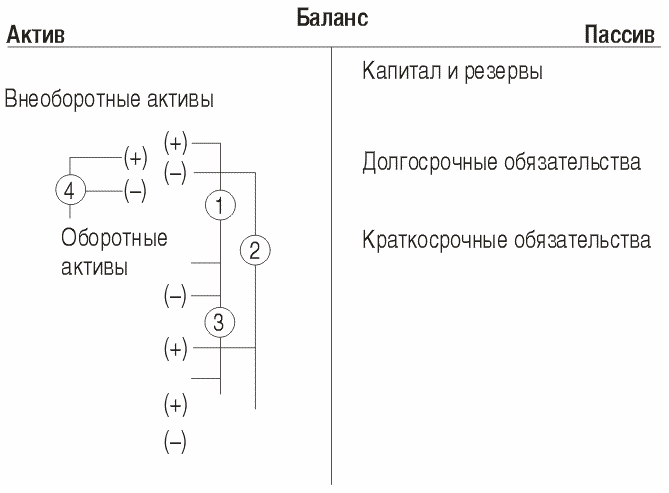 Баланс
Актив
Пассив
Капитал и резервы
Внеоборотные активы
(+)
(+)
(–)
(–)
4
Долгосрочные обязательства
1
Оборотные
активы
2
Краткосрочные обязательства
(–)
3
(+)
(+)
(–)